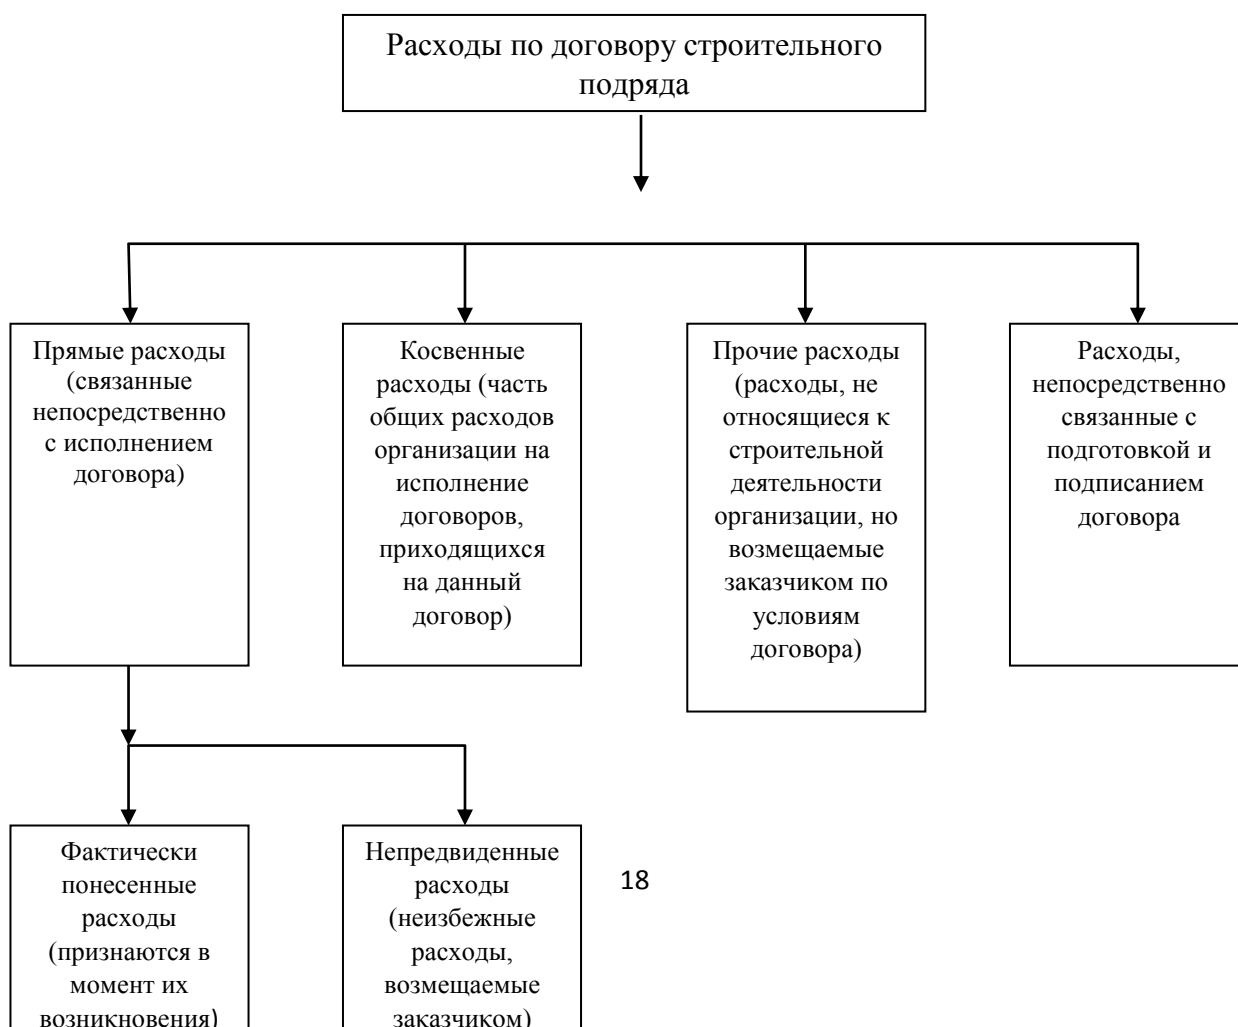 Расходы по договору строительного
подряда
Прямые расходы
(связанные
непосредственно
с исполнением
договора)
Косвенные
расходы (часть
общих расходов
организации на
исполнение
договоров,
приходящихся
на данный
договор)
Прочие расходы
(расходы, не
относящиеся к
строительной
деятельности
организации, но
возмещаемые
заказчиком по
условиям
договора)
Расходы,
непосредственно
связанные с
подготовкой и
подписанием
договора
Фактически
понесенные
расходы
(признаются в
момент их
возникновения)
Непредвиденные
расходы
(неизбежные
расходы,
возмещаемые
заказчиком)
18